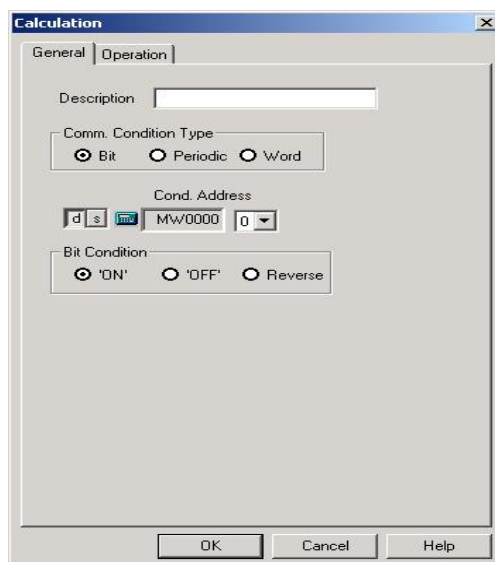 Calculation
General Operation
Description
Comm. Condition Type
Bit Periodic Word
Cond. Address
d s MW0000 0
Bit Condition
'ON' 'OFF' Reverse
OK Cancel Help